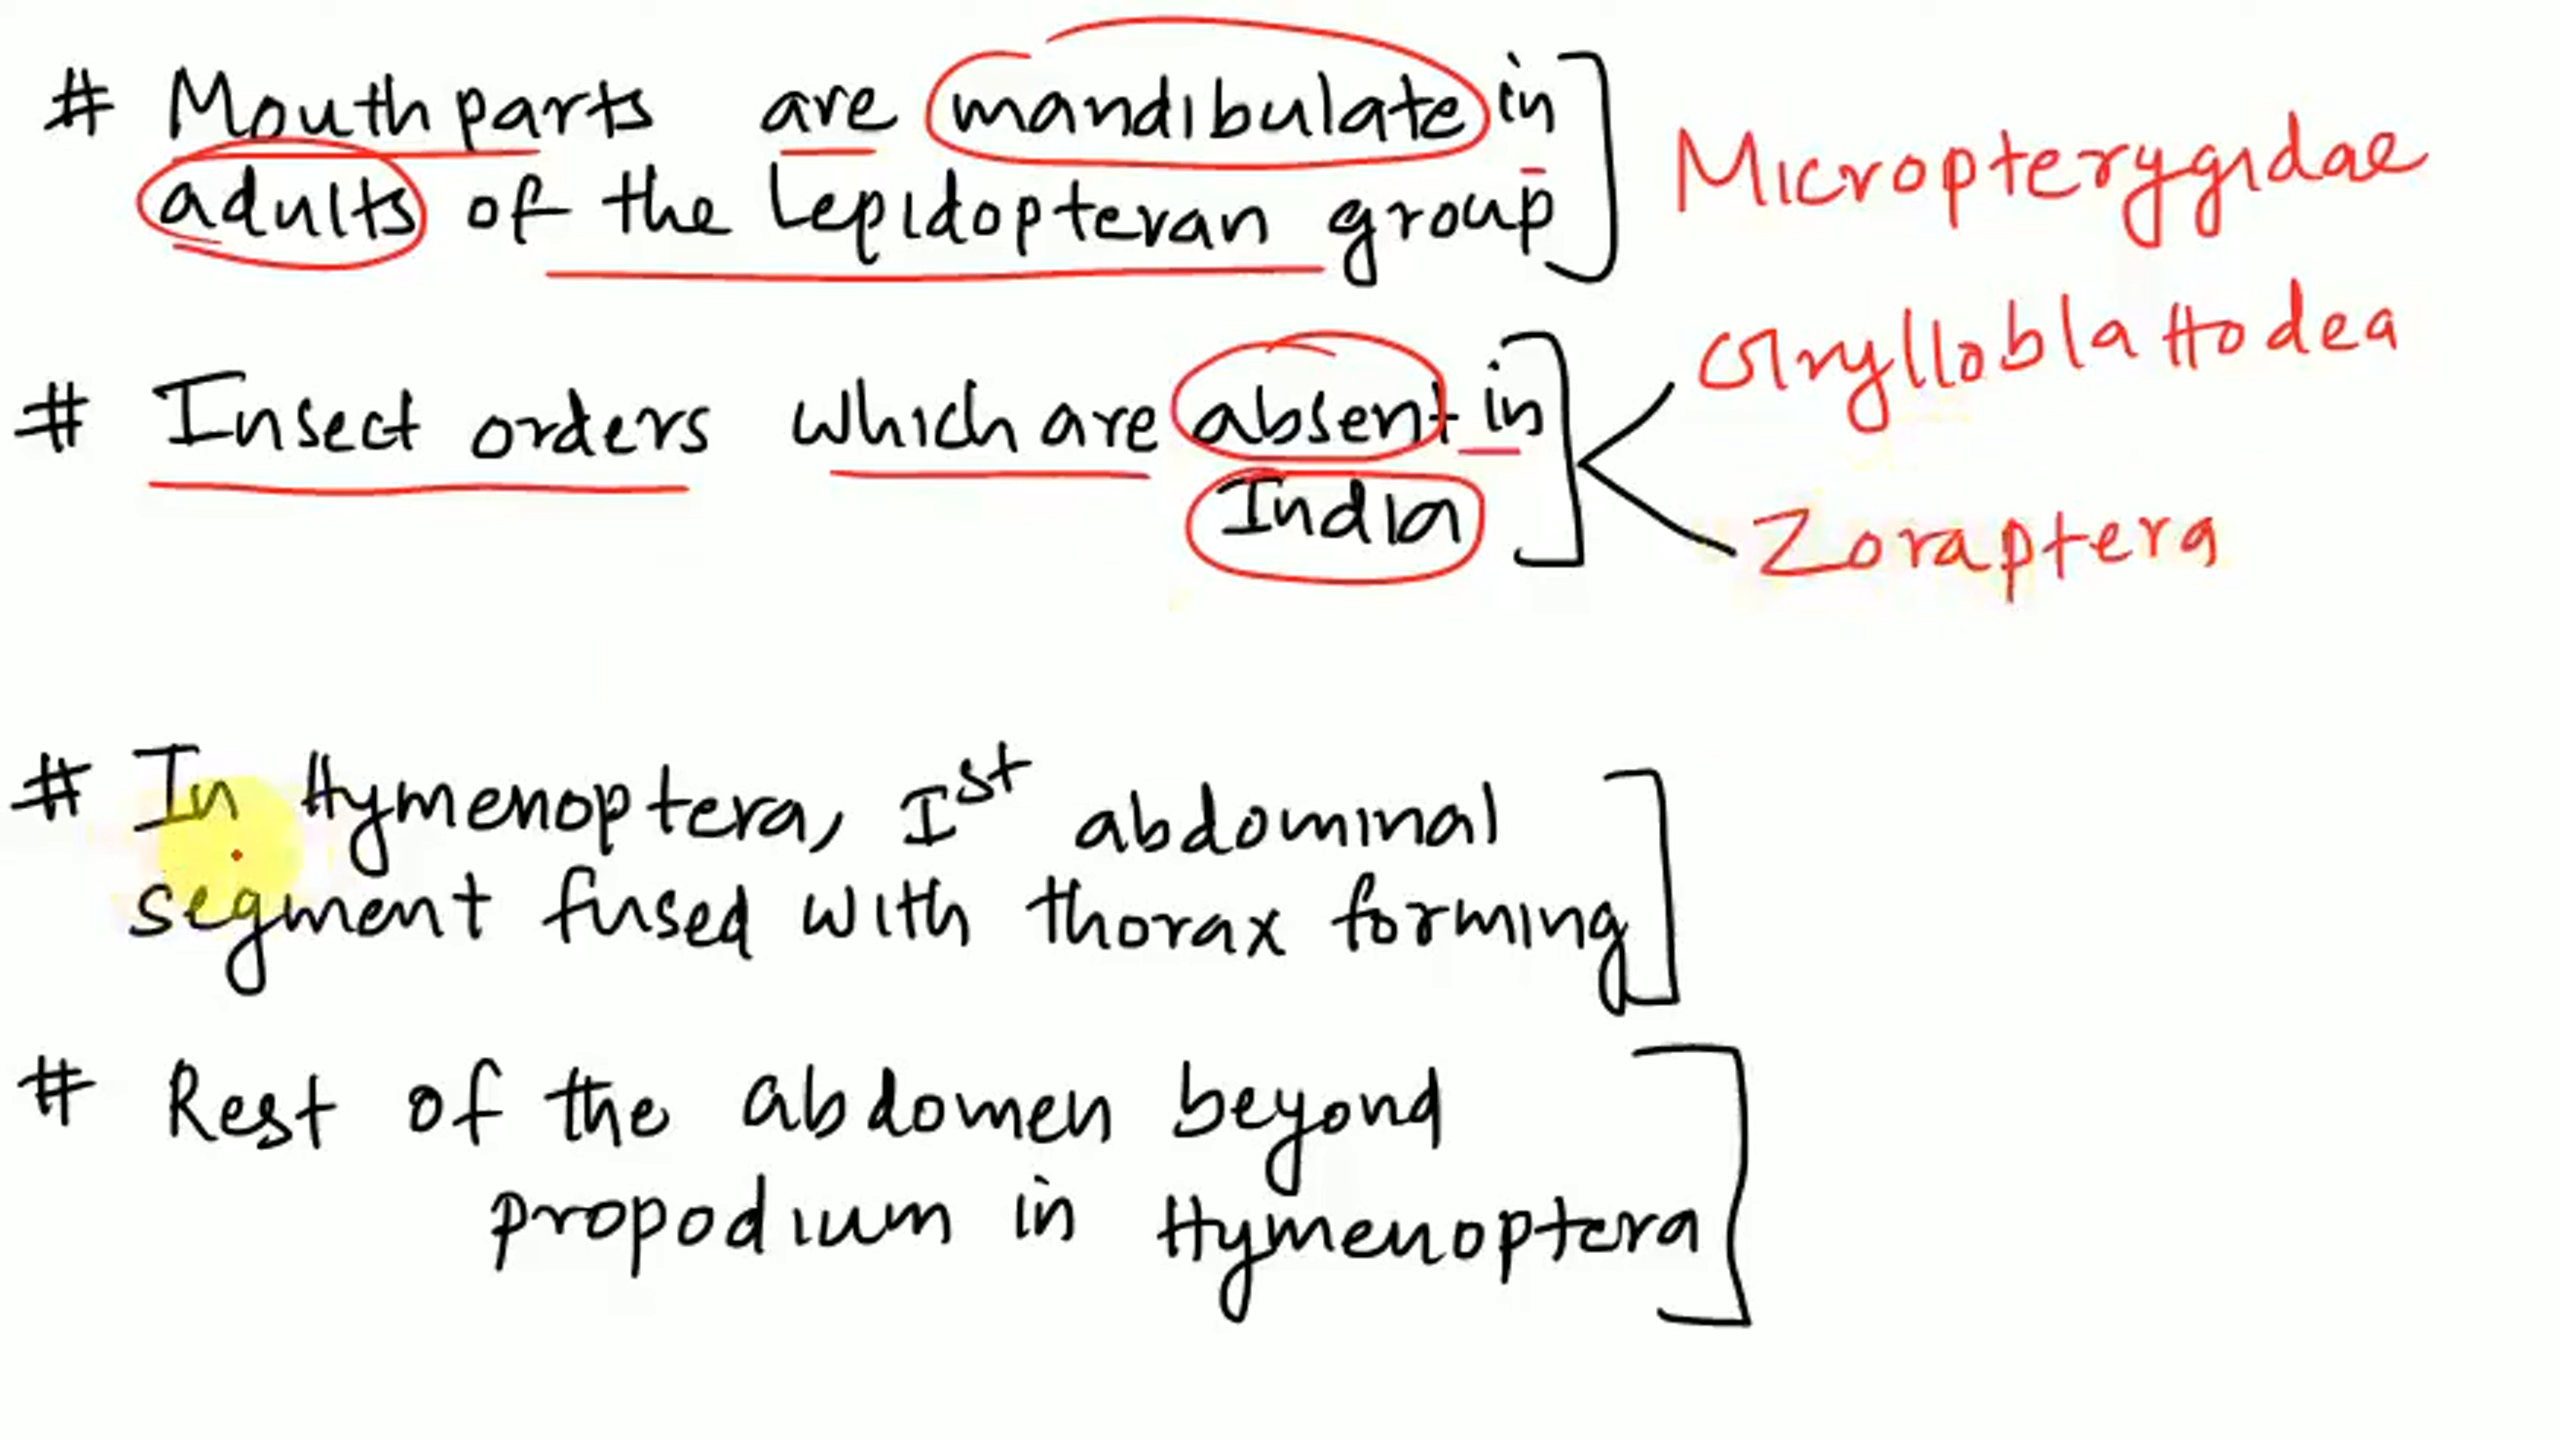 # Mouthparts are mandibulate in
adults of the Lepidopteran group
Micropterygidae
# Insect orders which are absent in
India
Grylloblattodea
Zoraptera
# In Hymenoptera, Ist abdominal
segment fused with thorax forming
# Rest of the abdomen beyond
propodium in Hymenoptera